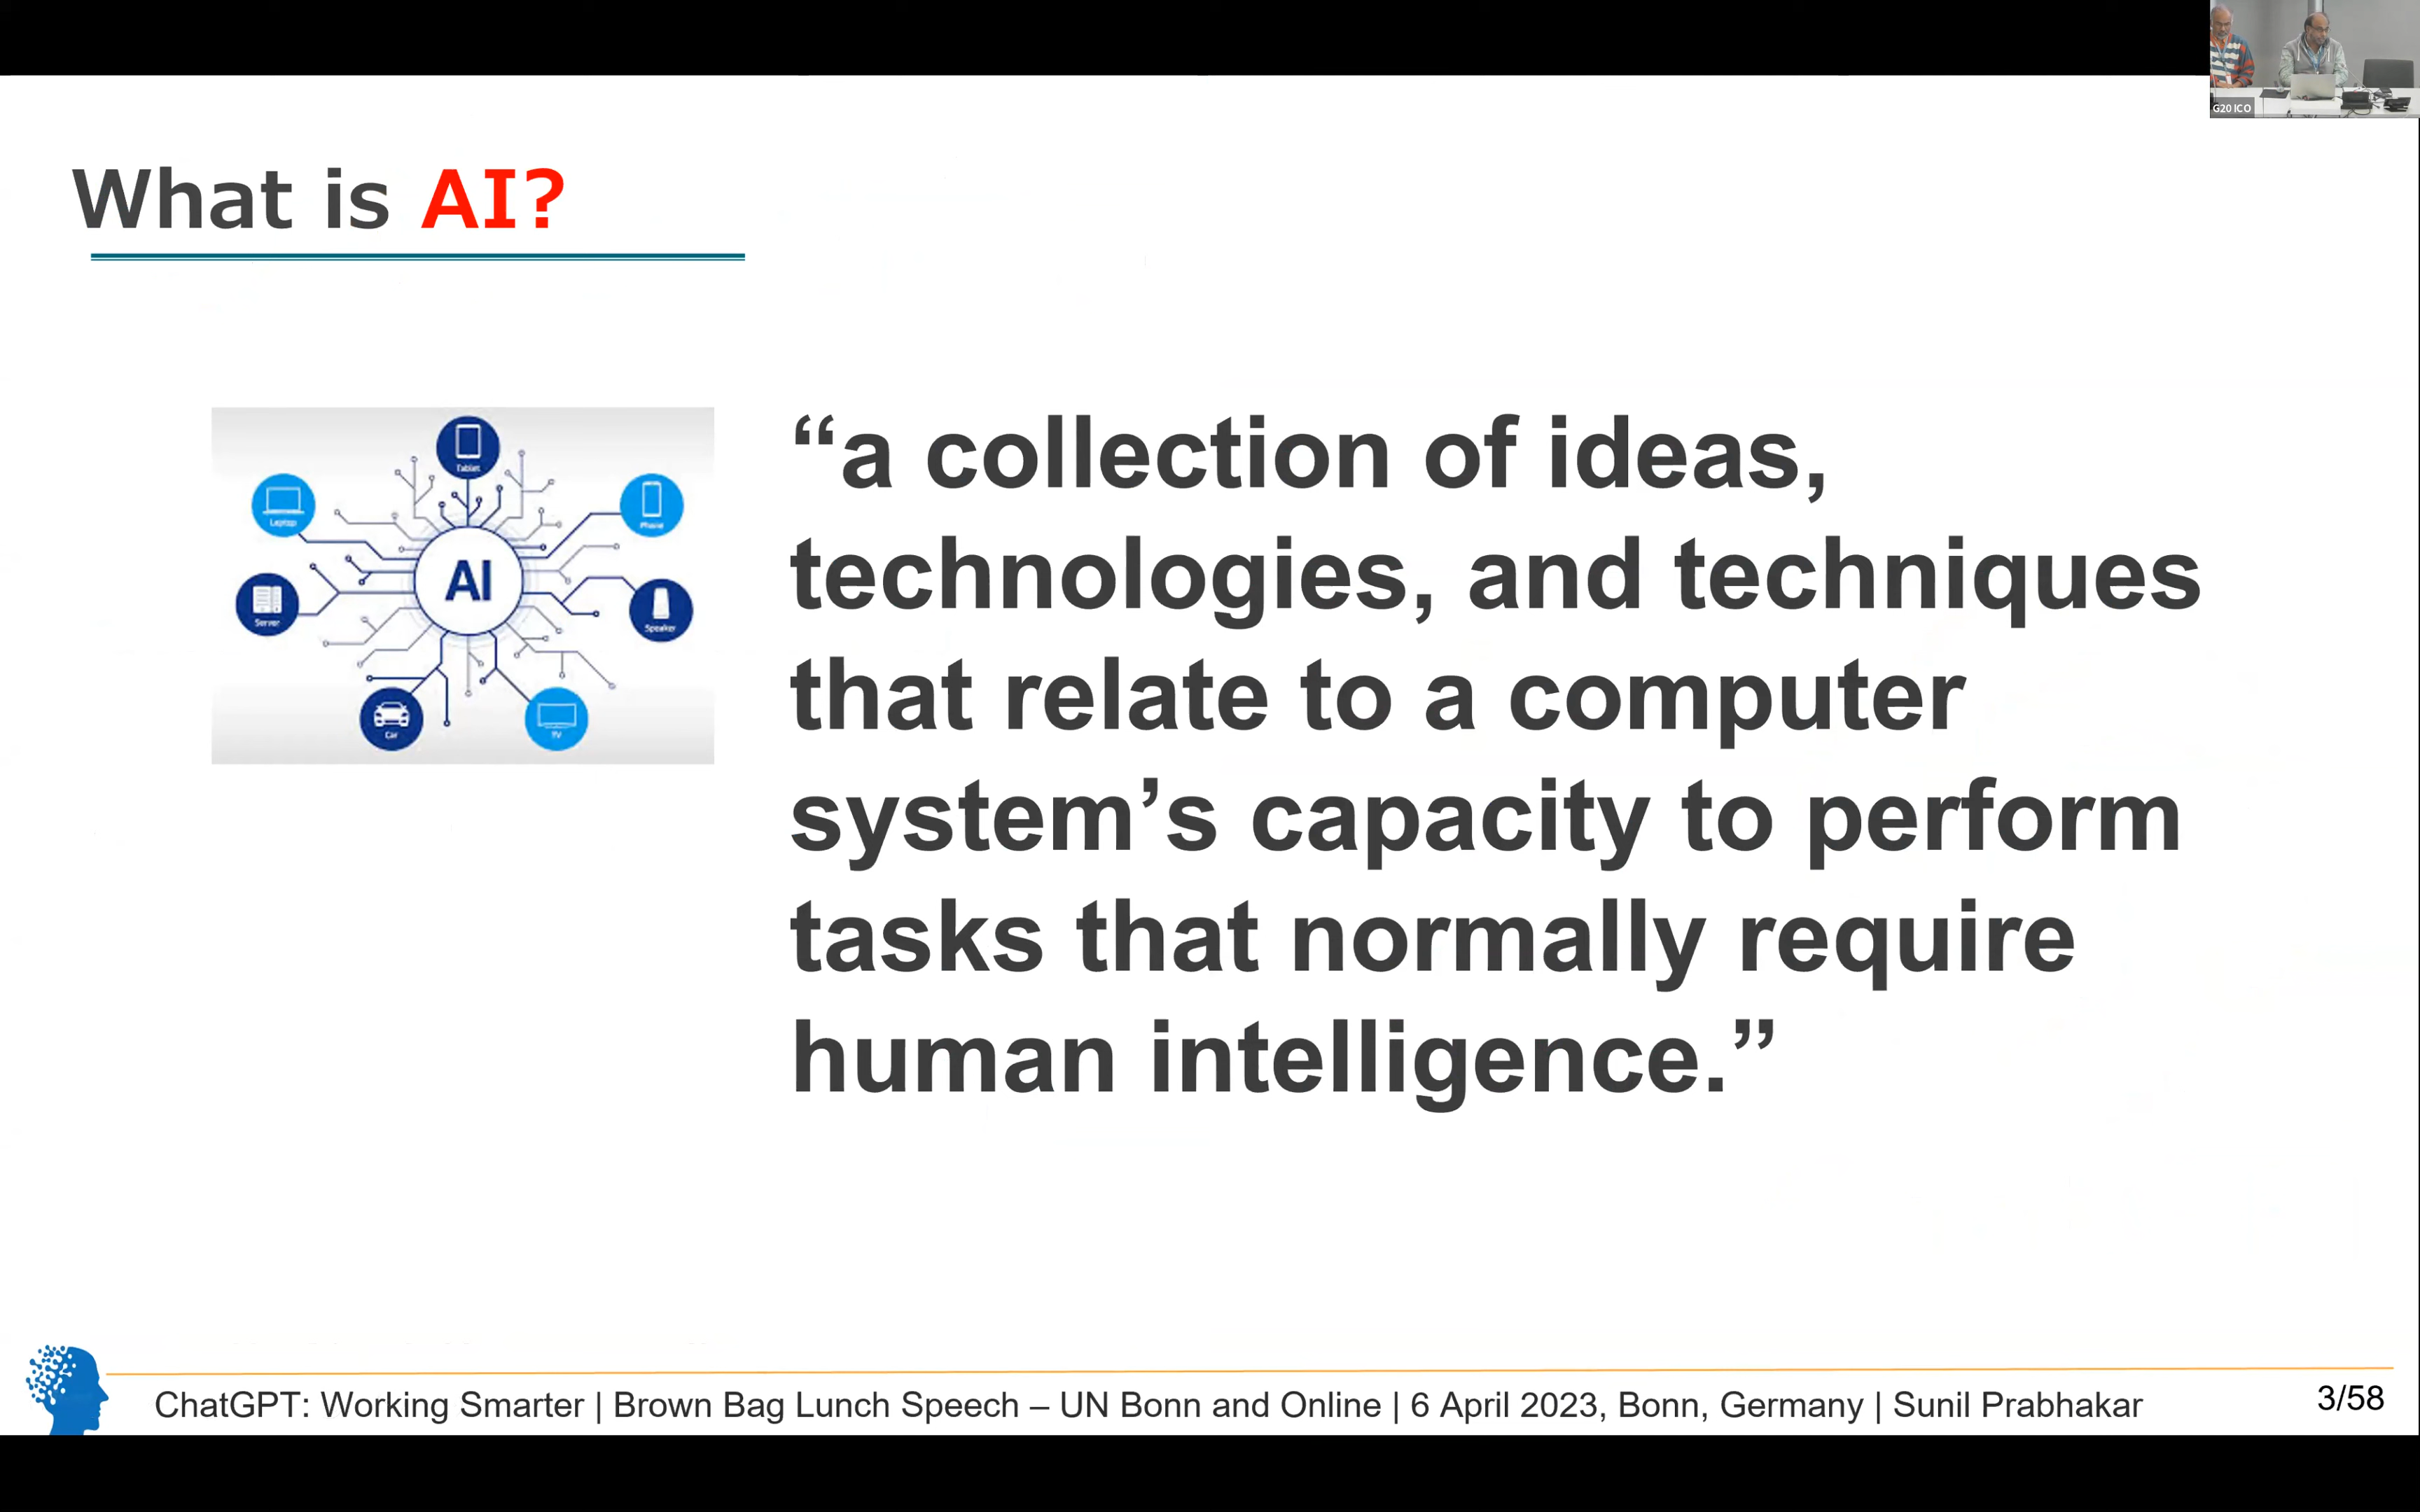 G20 ICO
What is AI?
Tablet
Laptop
Phone
AI
Server
Speaker
Car
TV
“a collection of ideas,
technologies, and techniques
that relate to a computer
system’s capacity to perform
tasks that normally require
human intelligence.”
ChatGPT: Working Smarter | Brown Bag Lunch Speech – UN Bonn and Online | 6 April 2023, Bonn, Germany | Sunil Prabhakar
3/58